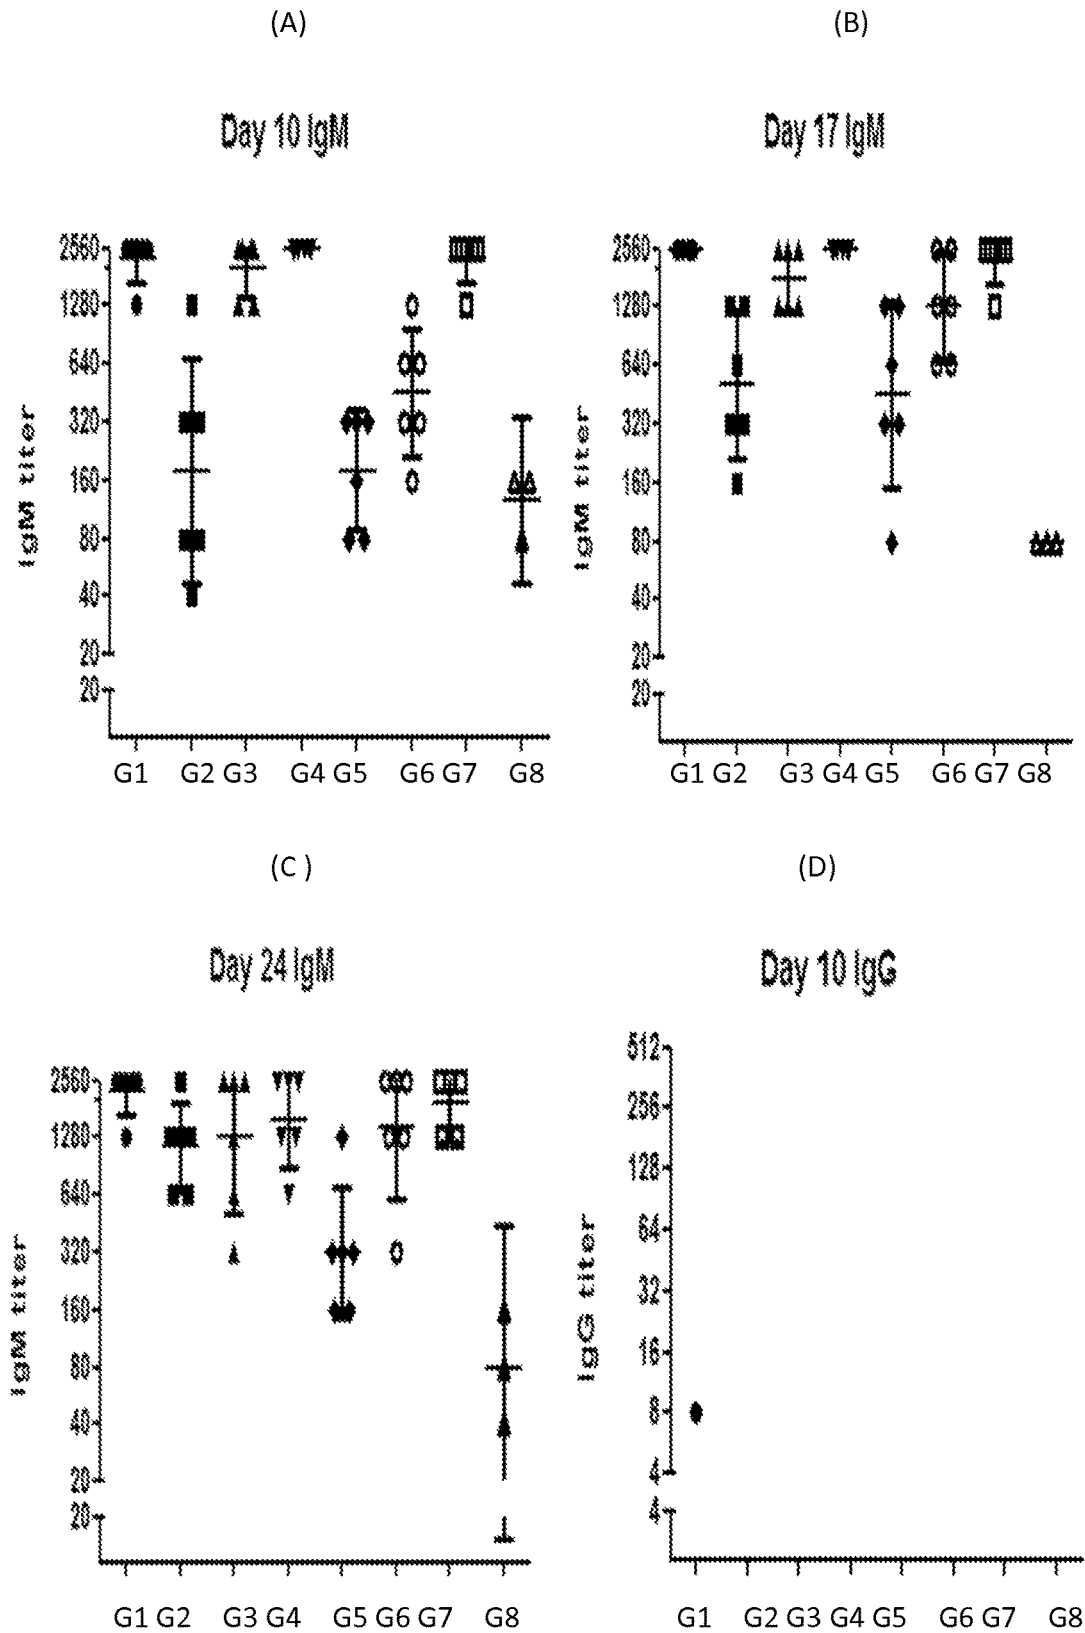 (A)
(B)
Day 10 IgM
Day 17 IgM
2560
1280
640
320
160
80
40
20
20
IgM titer
G1 G2 G3 G4 G5 G6 G7 G8
2560
1280
640
320
160
80
40
20
20
IgM titer
G1 G2 G3 G4 G5 G6 G7 G8
(C )
(D)
Day 24 IgM
Day 10 IgG
2560
1280
640
320
160
80
40
20
20
IgM titer
G1 G2 G3 G4 G5 G6 G7 G8
512
256
128
64
32
16
8
4
4
IgG titer
G1 G2 G3 G4 G5 G6 G7 G8